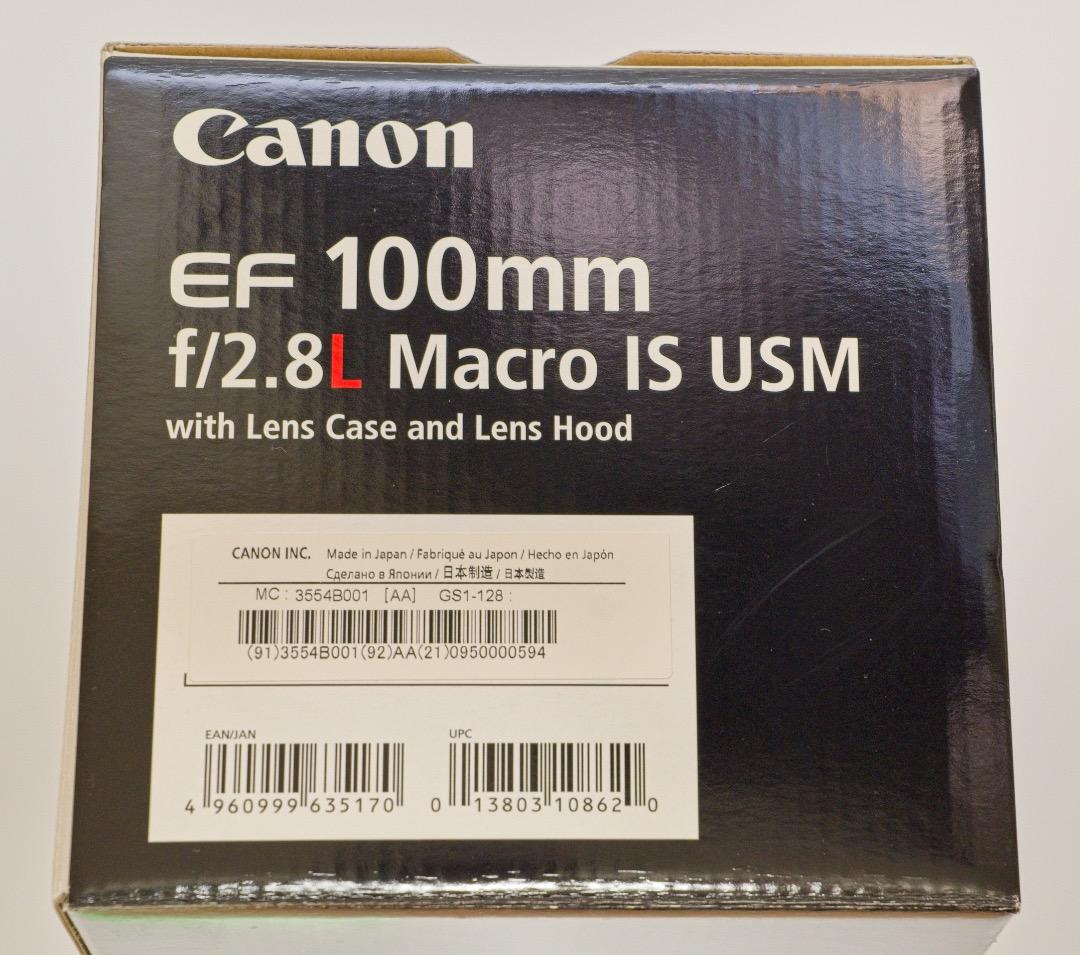 Canon
EF 100mm
f/2.8L Macro IS USM
with Lens Case and Lens Hood
CANON INC. Made in Japan / Fabriqué au Japon / Hecho en Japón
Сделано в Японии / 日本制造 / 日本製造
MC : 3554B001 [AA] GS1-128 :
(91)3554B001(92)AA(21)0950000594
EAN/JAN UPC
4 960999 635170 0 13803 10862 0